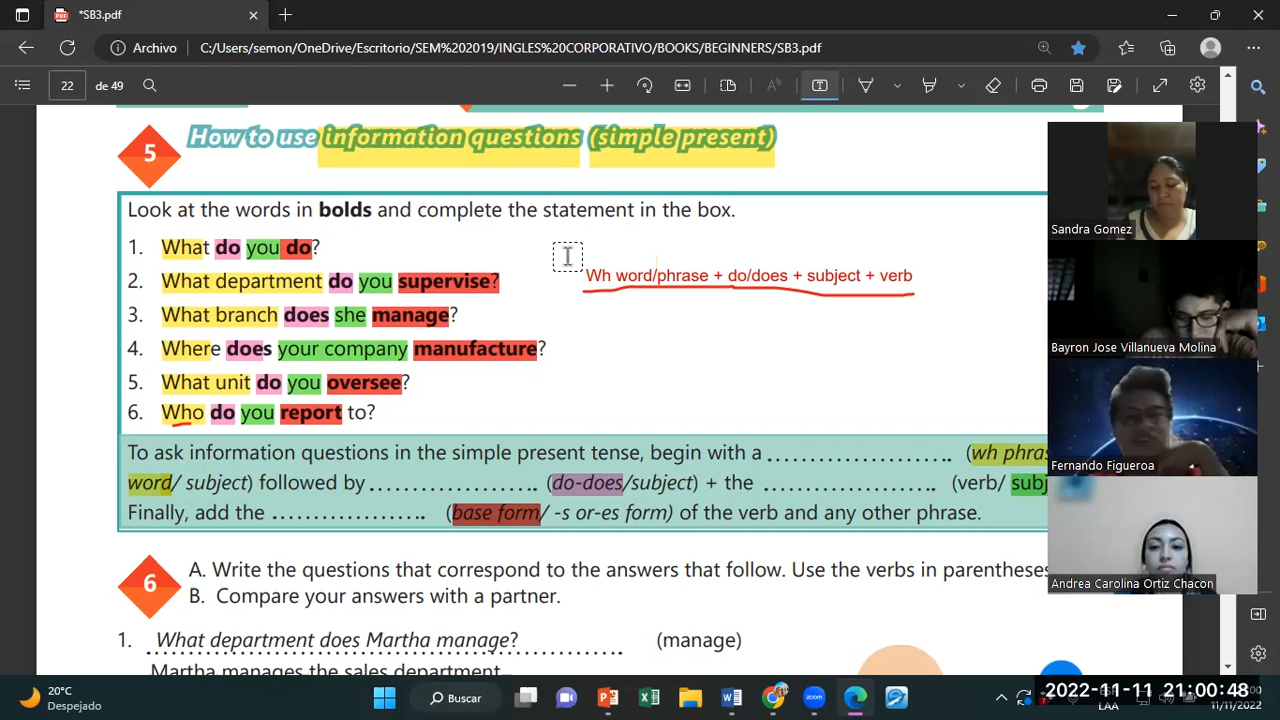 *SB3.pdf
Archivo C:/Users/semon/OneDrive/Escritorio/SEM%202019/INGLES%20CORPORATIVO/BOOKS/BEGINNERS/SB3.pdf
22 de 49
5 How to use information questions (simple present)
Look at the words in bolds and complete the statement in the box.
1. What do you do?
2. What department do you supervise?
Wh word/phrase + do/does + subject + verb
3. What branch does she manage?
4. Where does your company manufacture?
5. What unit do you oversee?
6. Who do you report to?
To ask information questions in the simple present tense, begin with a ..................... (wh phras
word/ subject) followed by ................... (do-does/subject) + the ................... (verb/ subj
Finally, add the ................. (base form/ -s or-es form) of the verb and any other phrase.
6 A. Write the questions that correspond to the answers that follow. Use the verbs in parentheses
B. Compare your answers with a partner.
1. What department does Martha manage? (manage)
Martha manages the sales department
Sandra Gomez
Bayron Jose Villanueva Molina
Fernando Figueroa
Andrea Carolina Ortiz Chacon
20°C
Despejado
Buscar
LAA
2022-11-11 21:00:48
11/11/2022